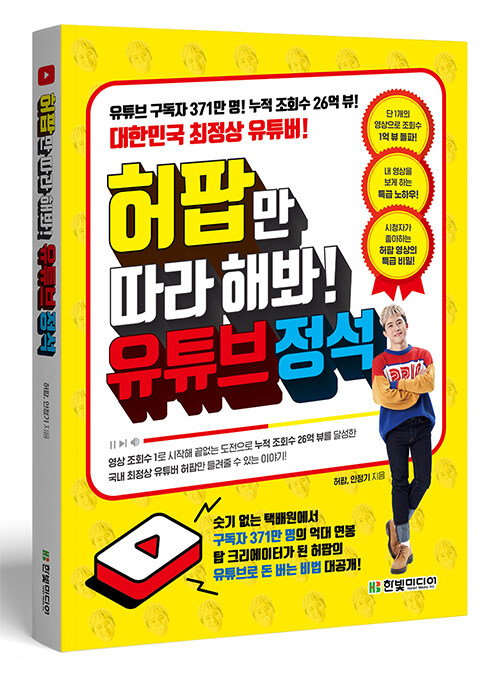 허팝만 따라 해봐! 유튜브 정석
허팝, 안정기 지음
한빛미디어
유튜브 구독자 371만 명! 누적 조회수 26억 뷰!
대한민국 최정상 유튜버!
단 1개의
영상으로 조회수
1억 뷰 돌파!
내 영상을
보게 하는
특급 노하우!
시청자가
좋아하는
허팝 영상의
특급 비밀!
허팝만
따라 해봐!
유튜브 정석
영상 조회수 1로 시작해 끝없는 도전으로 누적 조회수 26억 뷰를 달성한
국내 최정상 유튜버 허팝만 들려줄 수 있는 이야기!
허팝, 안정기 지음
숫기 없는 택배원에서
구독자 371만 명의 억대 연봉
탑 크리에이터가 된 허팝의
유튜브로 돈 버는 비법 대공개!
HB 한빛미디어
Hanbit Media, Inc.